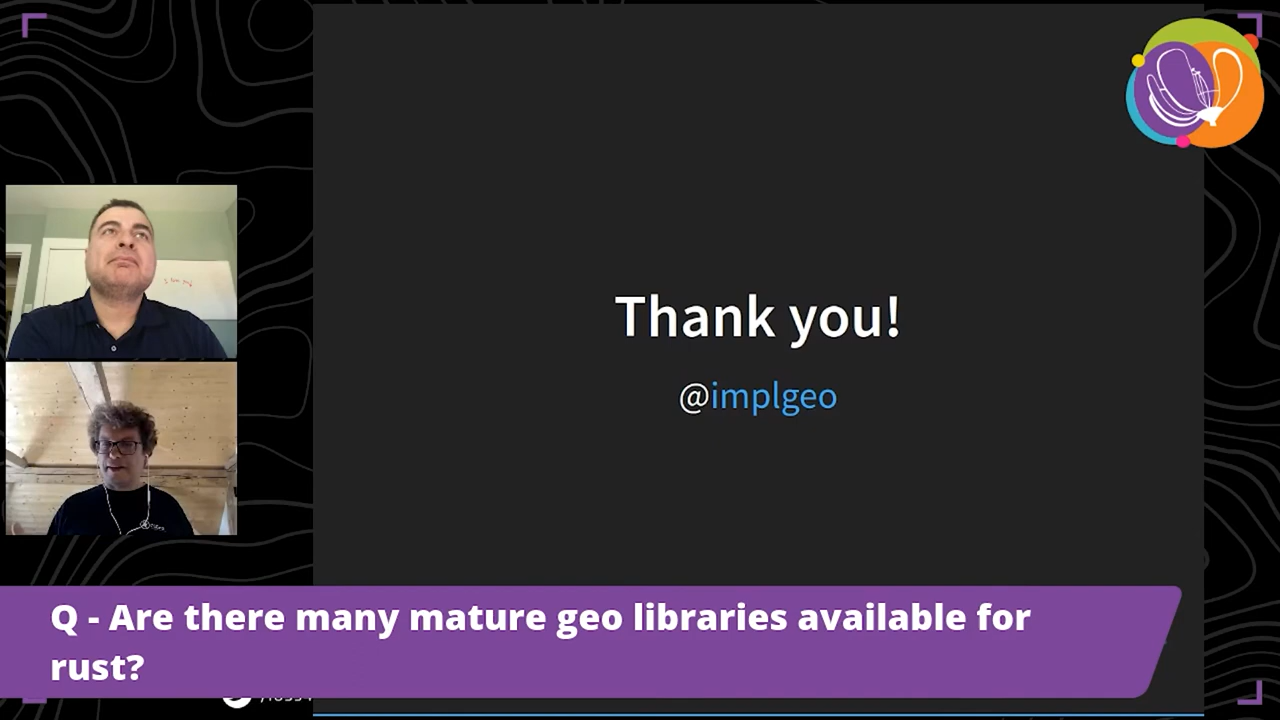 Thank you!
@implgeo
Q - Are there many mature geo libraries available for
rust?